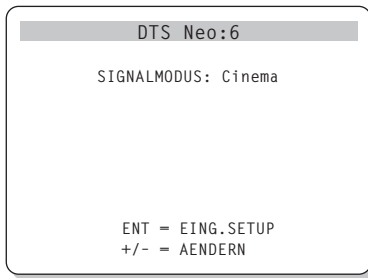 DTS Neo:6
SIGNALMODUS: Cinema
ENT = EING.SETUP
+/- = AENDERN